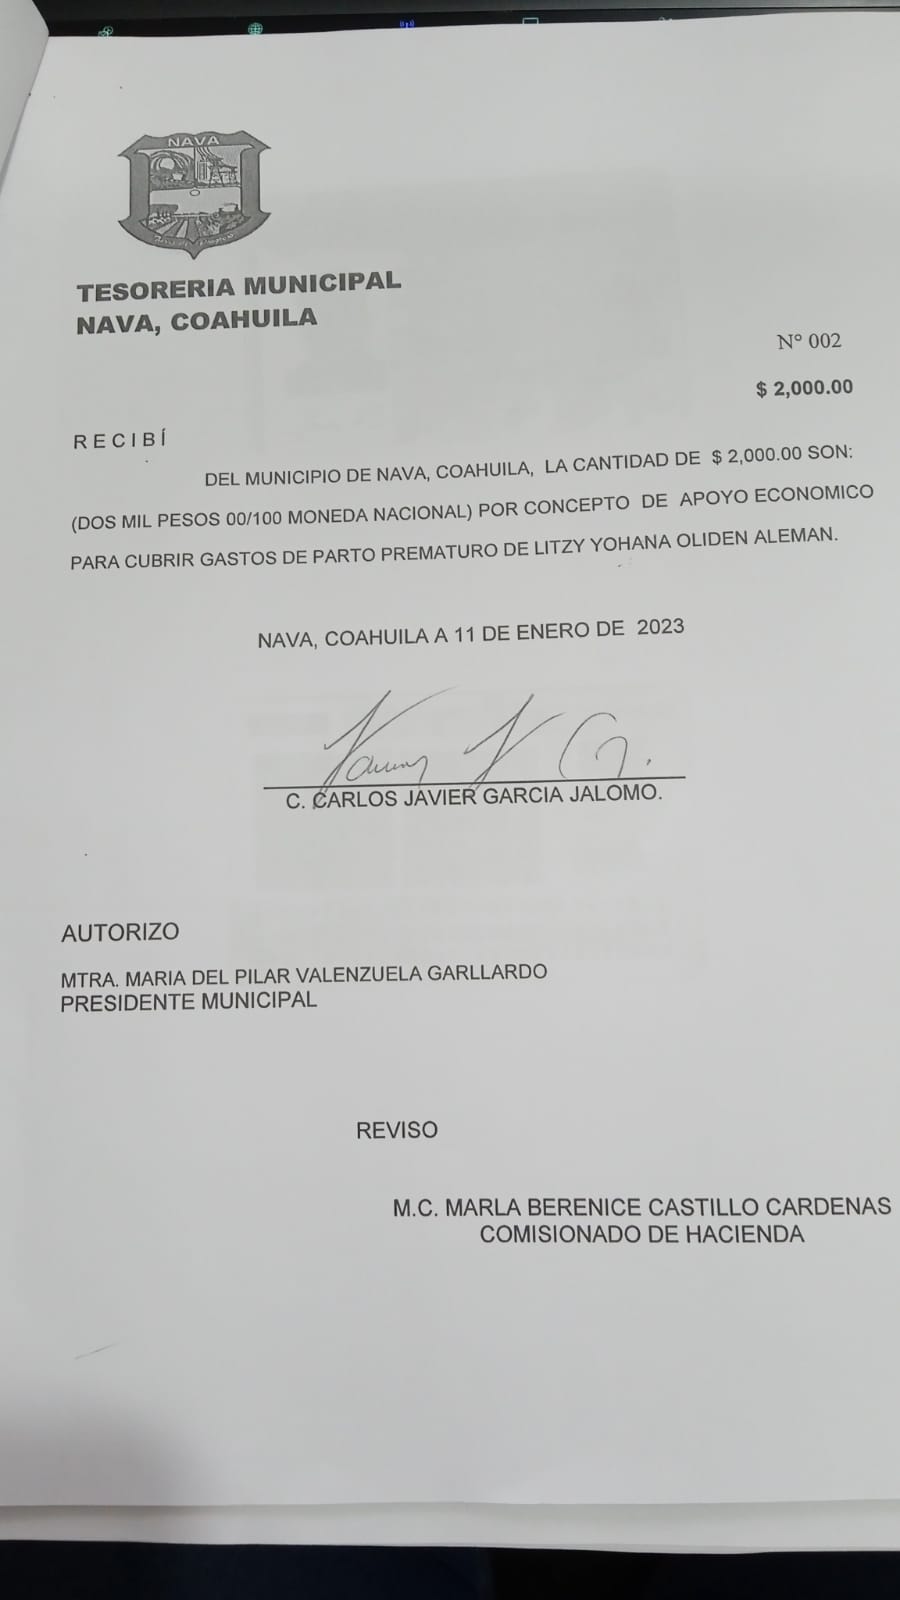 NAVA
TESORERIA MUNICIPAL
NAVA, COAHUILA
N° 002
$ 2,000.00
RECIBÍ
DEL MUNICIPIO DE NAVA, COAHUILA, LA CANTIDAD DE $ 2,000.00 SON:
(DOS MIL PESOS 00/100 MONEDA NACIONAL) POR CONCEPTO DE APOYO ECONOMICO
PARA CUBRIR GASTOS DE PARTO PREMATURO DE LITZY YOHANA OLIDEN ALEMAN.
NAVA, COAHUILA A 11 DE ENERO DE 2023
C. CARLOS JAVIER GARCIA JALOMO.
AUTORIZO
MTRA. MARIA DEL PILAR VALENZUELA GARLLARDO
PRESIDENTE MUNICIPAL
REVISO
M.C. MARLA BERENICE CASTILLO CARDENAS
COMISIONADO DE HACIENDA